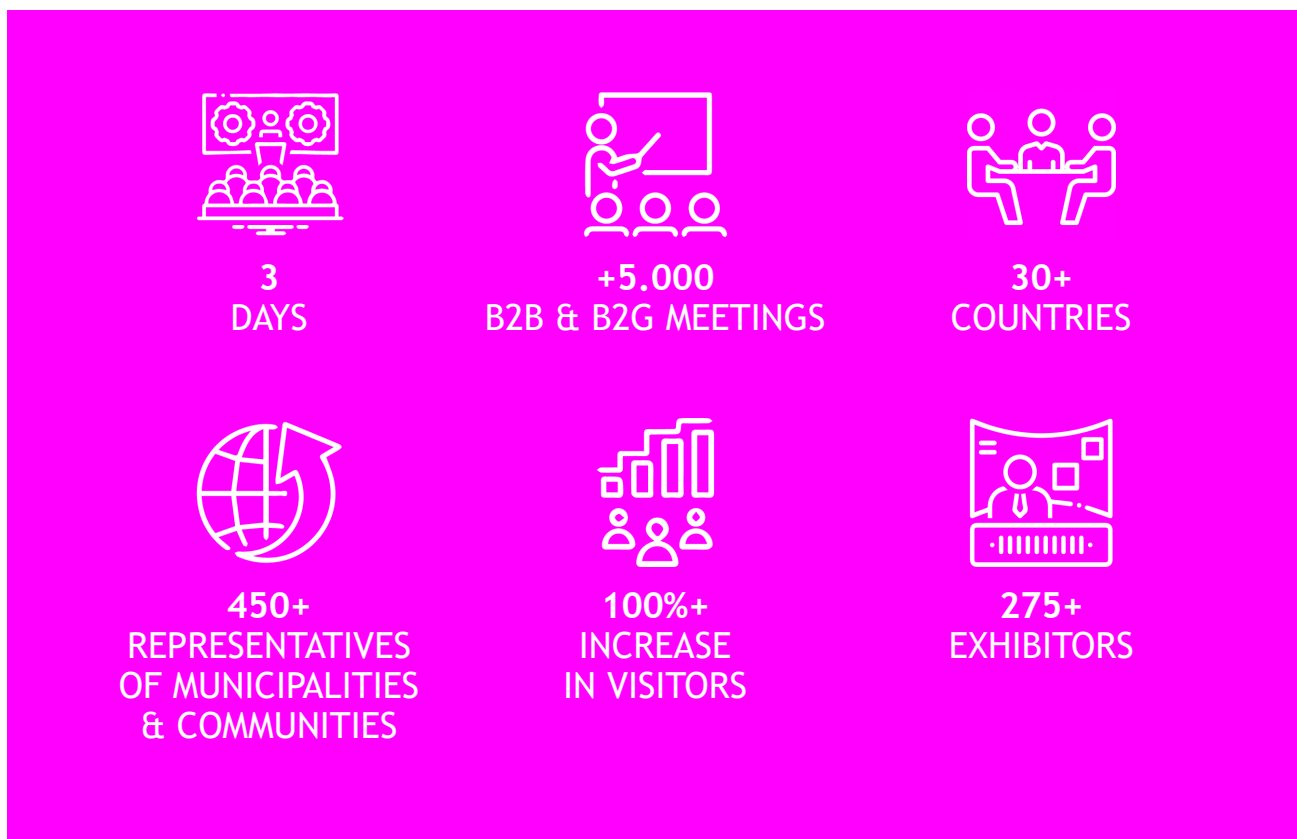 3
DAYS
+5.000
B2B & B2G MEETINGS
30+
COUNTRIES
450+
REPRESENTATIVES
OF MUNICIPALITIES
& COMMUNITIES
100%+
INCREASE
IN VISITORS
275+
EXHIBITORS